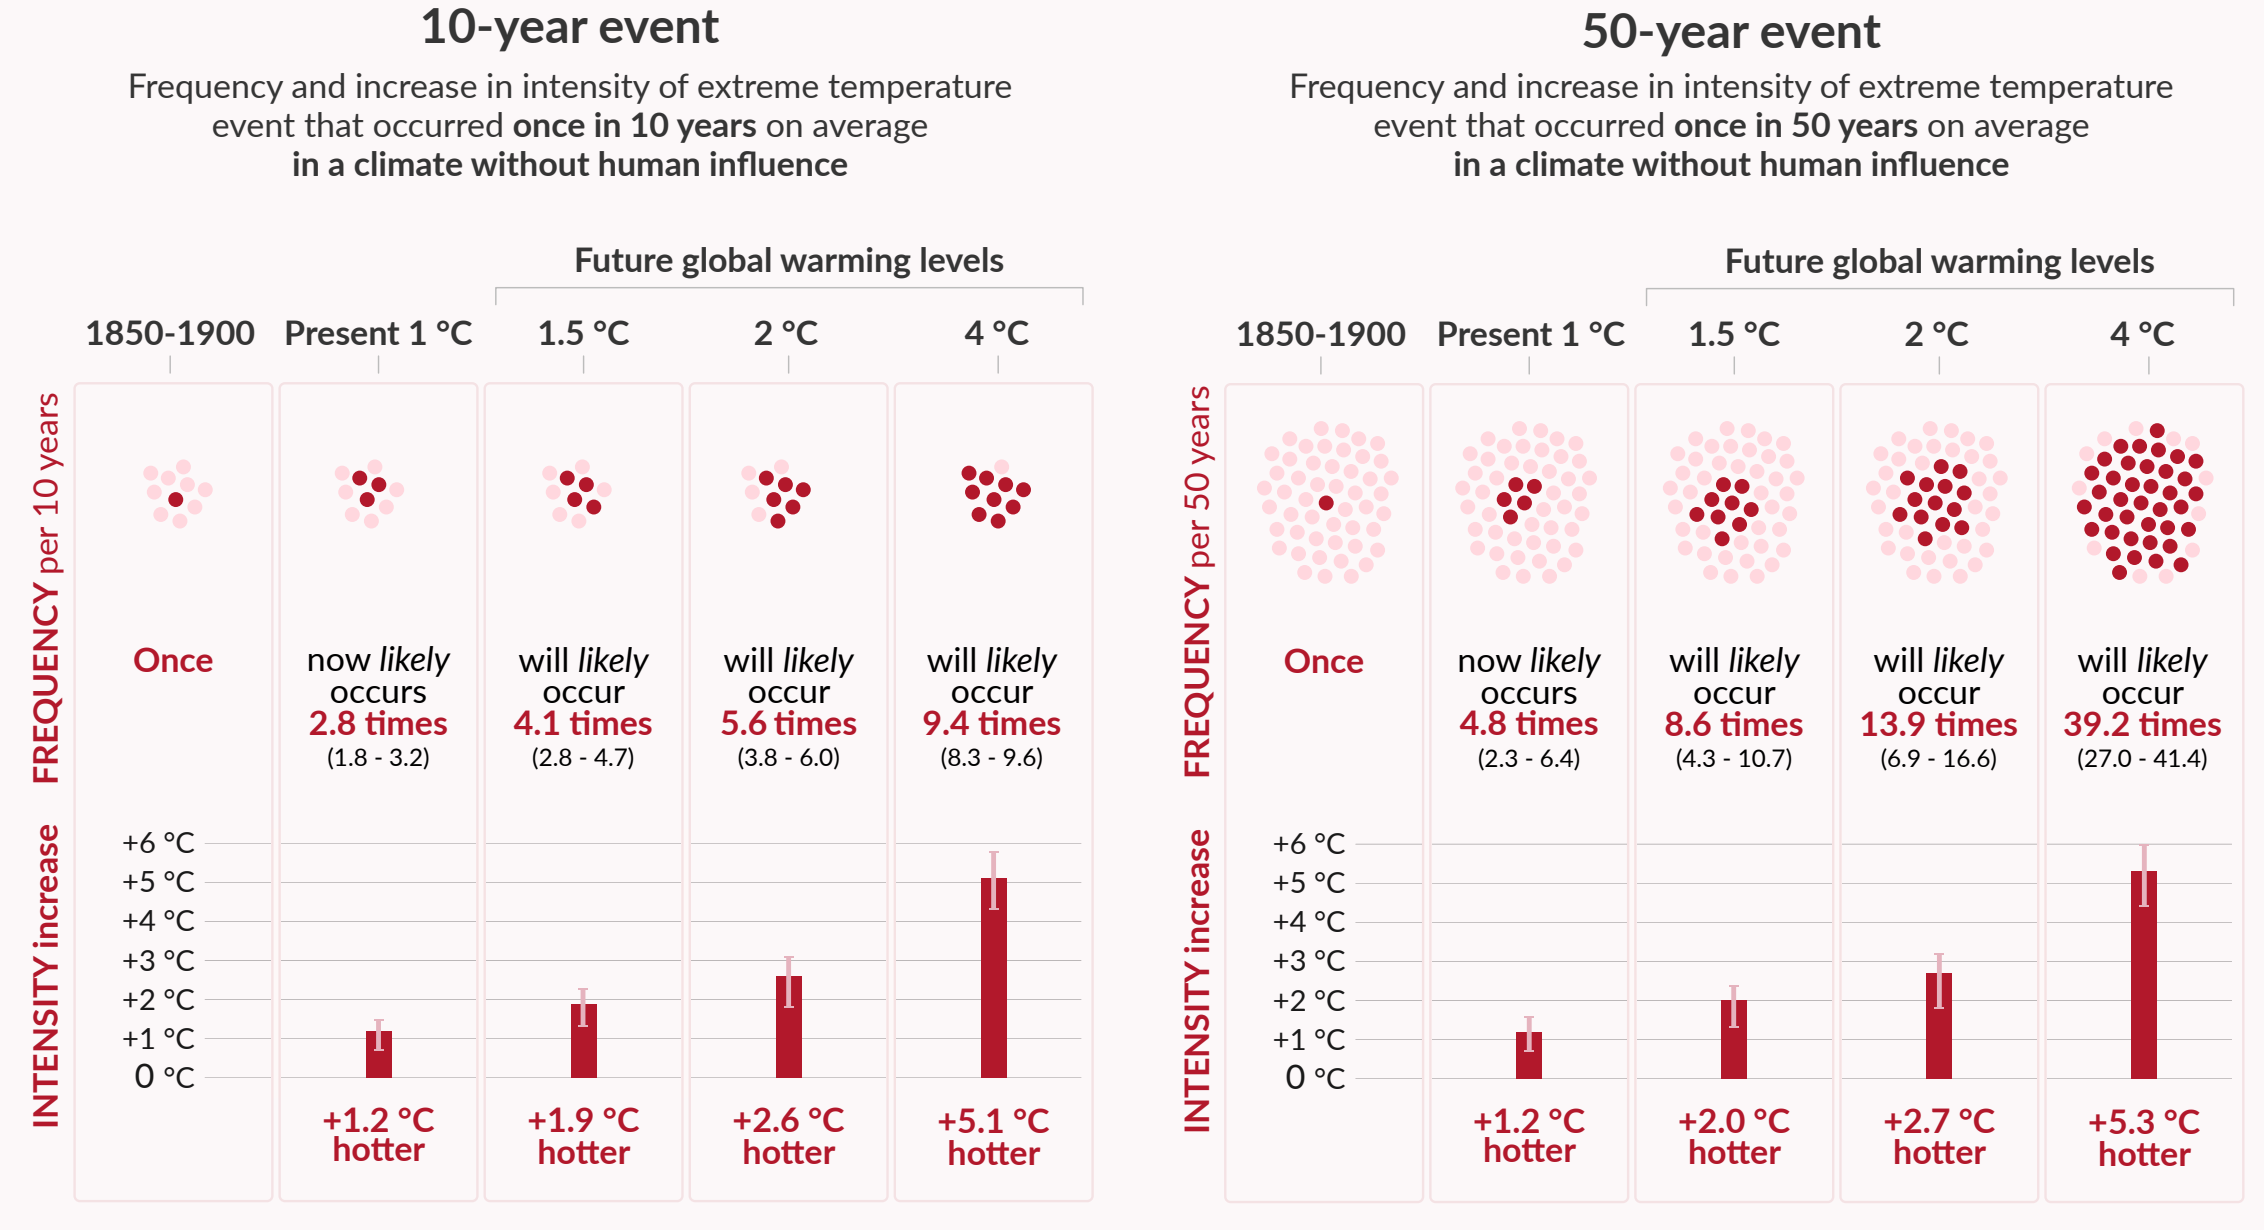 10-year event
Frequency and increase in intensity of extreme temperature
event that occurred once in 10 years on average
in a climate without human influence
Future global warming levels
1850-1900
Present 1 °C
1.5 °C
2 °C
4 °C
FREQUENCY per 10 years
Once
now likely
occurs
2.8 times
(1.8 - 3.2)
will likely
occur
4.1 times
(2.8 - 4.7)
will likely
occur
5.6 times
(3.8 - 6.0)
will likely
occur
9.4 times
(8.3 - 9.6)
INTENSITY increase
+6 °C
+5 °C
+4 °C
+3 °C
+2 °C
+1 °C
0 °C
+1.2 °C
hotter
+1.9 °C
hotter
+2.6 °C
hotter
+5.1 °C
hotter
50-year event
Frequency and increase in intensity of extreme temperature
event that occurred once in 50 years on average
in a climate without human influence
Future global warming levels
1850-1900
Present 1 °C
1.5 °C
2 °C
4 °C
FREQUENCY per 50 years
Once
now likely
occurs
4.8 times
(2.3 - 6.4)
will likely
occur
8.6 times
(4.3 - 10.7)
will likely
occur
13.9 times
(6.9 - 16.6)
will likely
occur
39.2 times
(27.0 - 41.4)
INTENSITY increase
+6 °C
+5 °C
+4 °C
+3 °C
+2 °C
+1 °C
0 °C
+1.2 °C
hotter
+2.0 °C
hotter
+2.7 °C
hotter
+5.3 °C
hotter